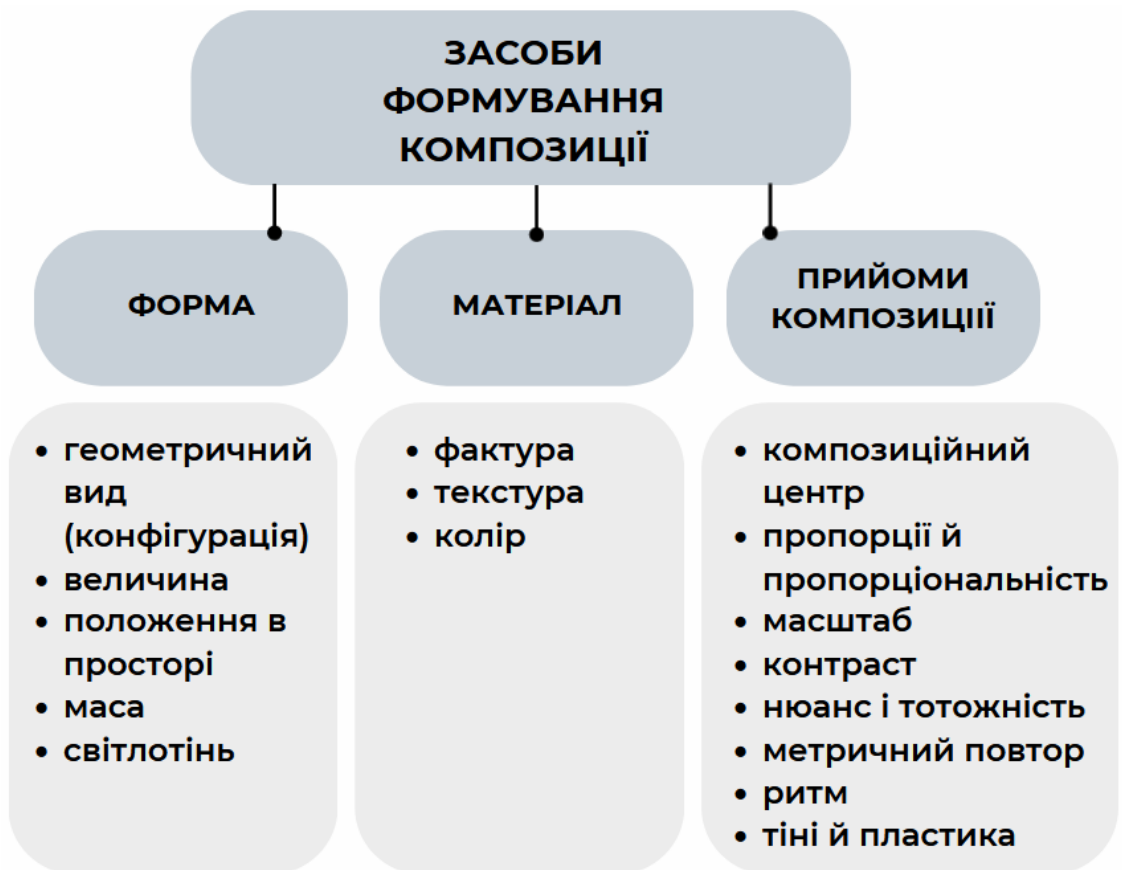 ЗАСОБИ
ФОРМУВАННЯ
КОМПОЗИЦІЇ
ФОРМА
МАТЕРІАЛ
ПРИЙОМИ
КОМПОЗИЦІІЇ
• геометричний
вид
(конфігурація)
• величина
• положення в
просторі
• маса
• світлотінь
• фактура
• текстура
• колір
• композиційний
центр
• пропорції й
пропорціональність
• масштаб
• контраст
• нюанс і тотожність
• метричний повтор
• ритм
• тіні й пластика